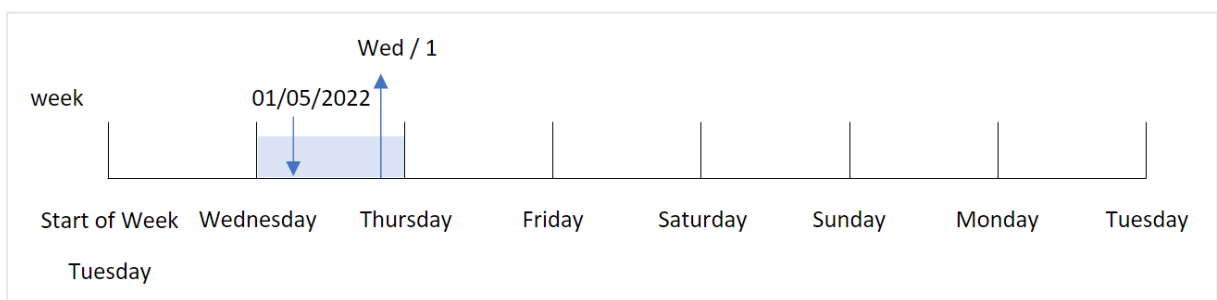 Wed / 1
week 01/05/2022
Start of Week Wednesday Thursday Friday Saturday Sunday Monday Tuesday
Tuesday